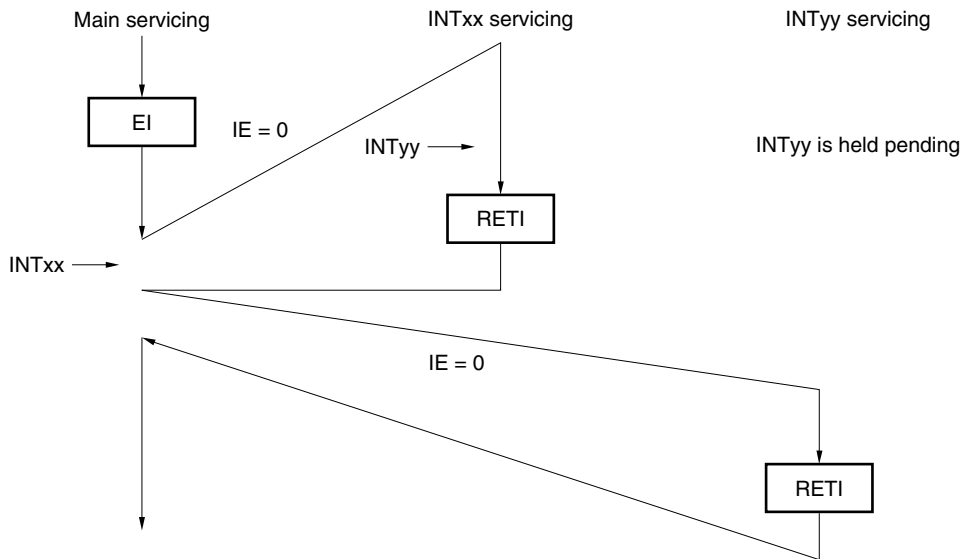 Main servicing
INTxx servicing
INTyy servicing
EI
IE = 0
INTyy
INTyy is held pending
RETI
INTxx
IE = 0
RETI